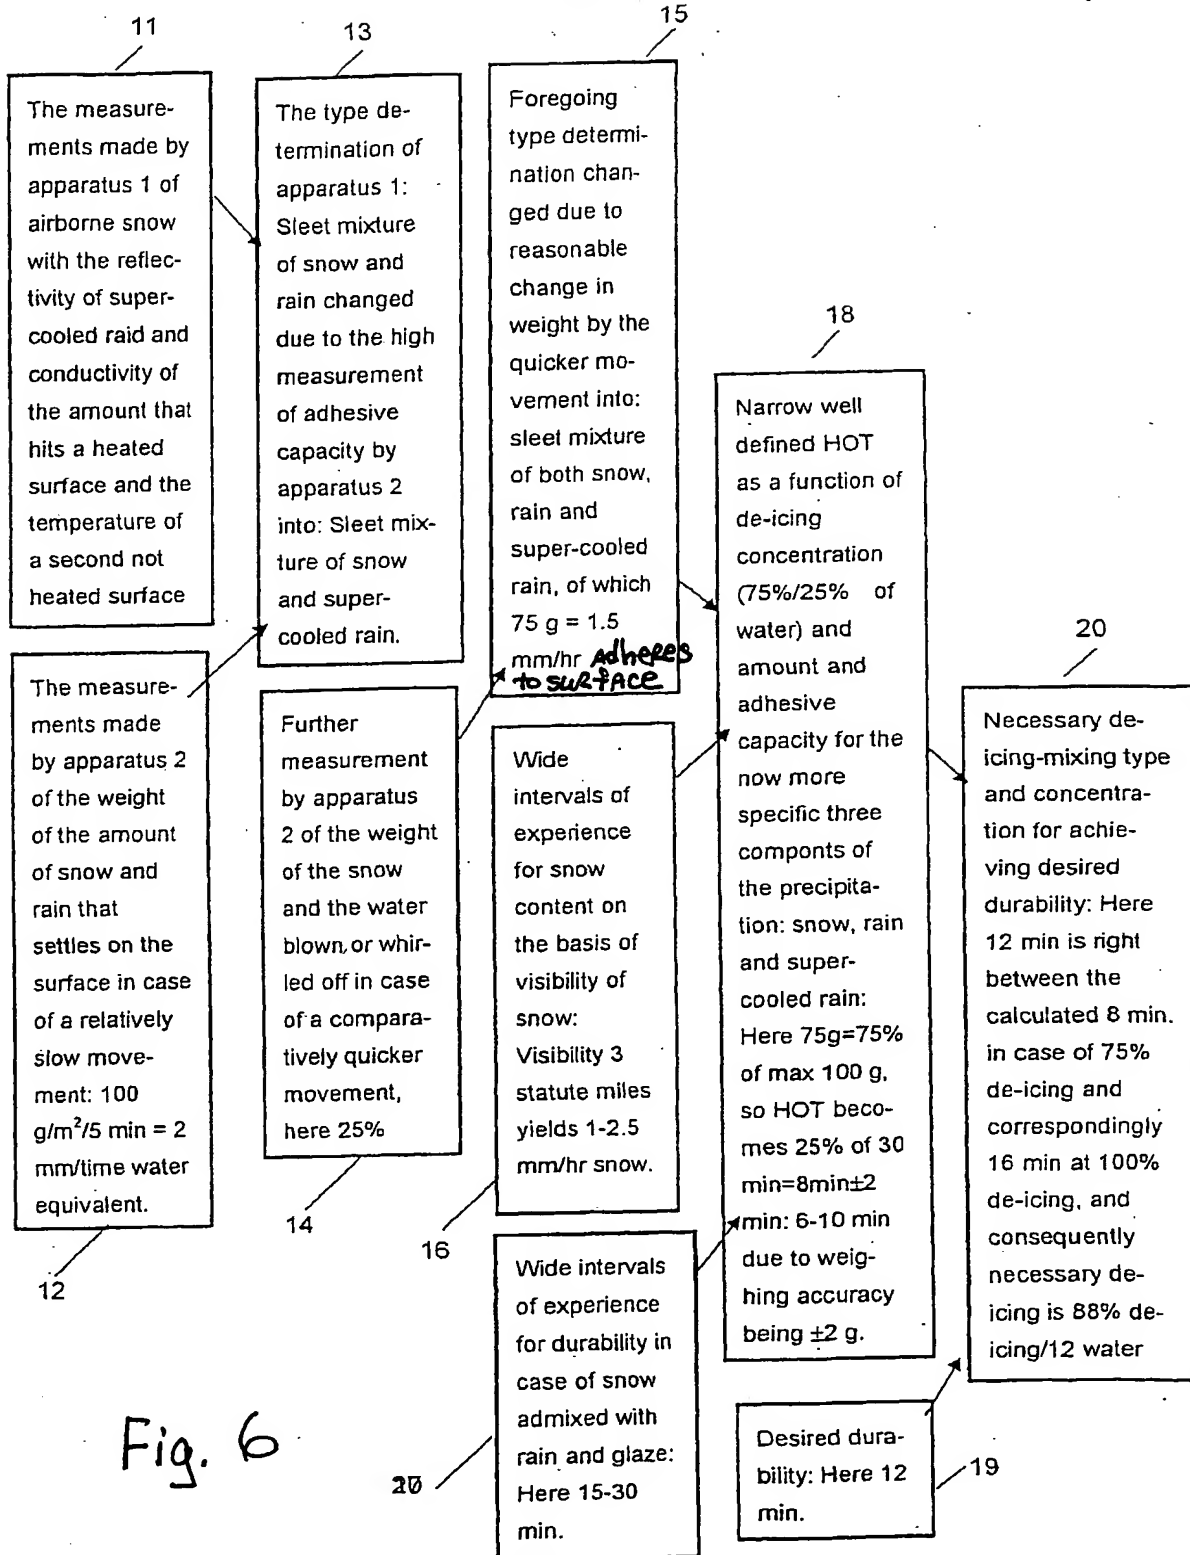 11
The measure-
ments made by
apparatus 1 of
airborne snow
with the reflec-
tivity of super-
cooled raid and
conductivity of
the amount that
hits a heated
surface and the
temperature of
a second not
heated surface
The measure-
ments made
by apparatus 2
of the weight
of the amount
of snow and
rain that
settles on the
surface in case
of a relatively
slow move-
ment: 100
g/m²/5 min = 2
mm/time water
equivalent.
12
13
The type de-
termination of
apparatus 1:
Sleet mixture
of snow and
rain changed
due to the high
measurement
of adhesive
capacity by
apparatus 2
into: Sleet mix-
ture of snow
and super-
cooled rain.
Further
measurement
by apparatus
2 of the weight
of the snow
and the water
blown or whir-
led off in case
of a compara-
tively quicker
movement,
here 25%
14
15
Foregoing
type determi-
nation chan-
ged due to
reasonable
change in
weight by the
quicker mo-
vement into:
sleet mixture
of both snow,
rain and
super-cooled
rain, of which
75 g = 1.5
mm/hr Adheres
to surface
Wide
intervals of
experience
for snow
content on
the basis of
visibility of
snow:
Visibility 3
statute miles
yields 1-2.5
mm/hr snow.
16
Wide intervals
of experience
for durability in
case of snow
admixed with
rain and glaze:
Here 15-30
min.
18
Narrow well
defined HOT
as a function of
de-icing
concentration
(75%/25% of
water) and
amount and
adhesive
capacity for the
now more
specific three
componts of
the precipita-
tion: snow, rain
and super-
cooled rain:
Here 75g=75%
of max 100 g,
so HOT beco-
mes 25% of 30
min=8min±2
min: 6-10 min
due to weig-
hing accuracy
being ±2 g.
Desired dura-
bility: Here 12
min.
19
20
Necessary de-
icing-mixing type
and concentra-
tion for achie-
ving desired
durability: Here
12 min is right
between the
calculated 8 min.
in case of 75%
de-icing and
correspondingly
16 min at 100%
de-icing, and
consequently
necessary de-
icing is 88% de-
icing/12 water
Fig. 6